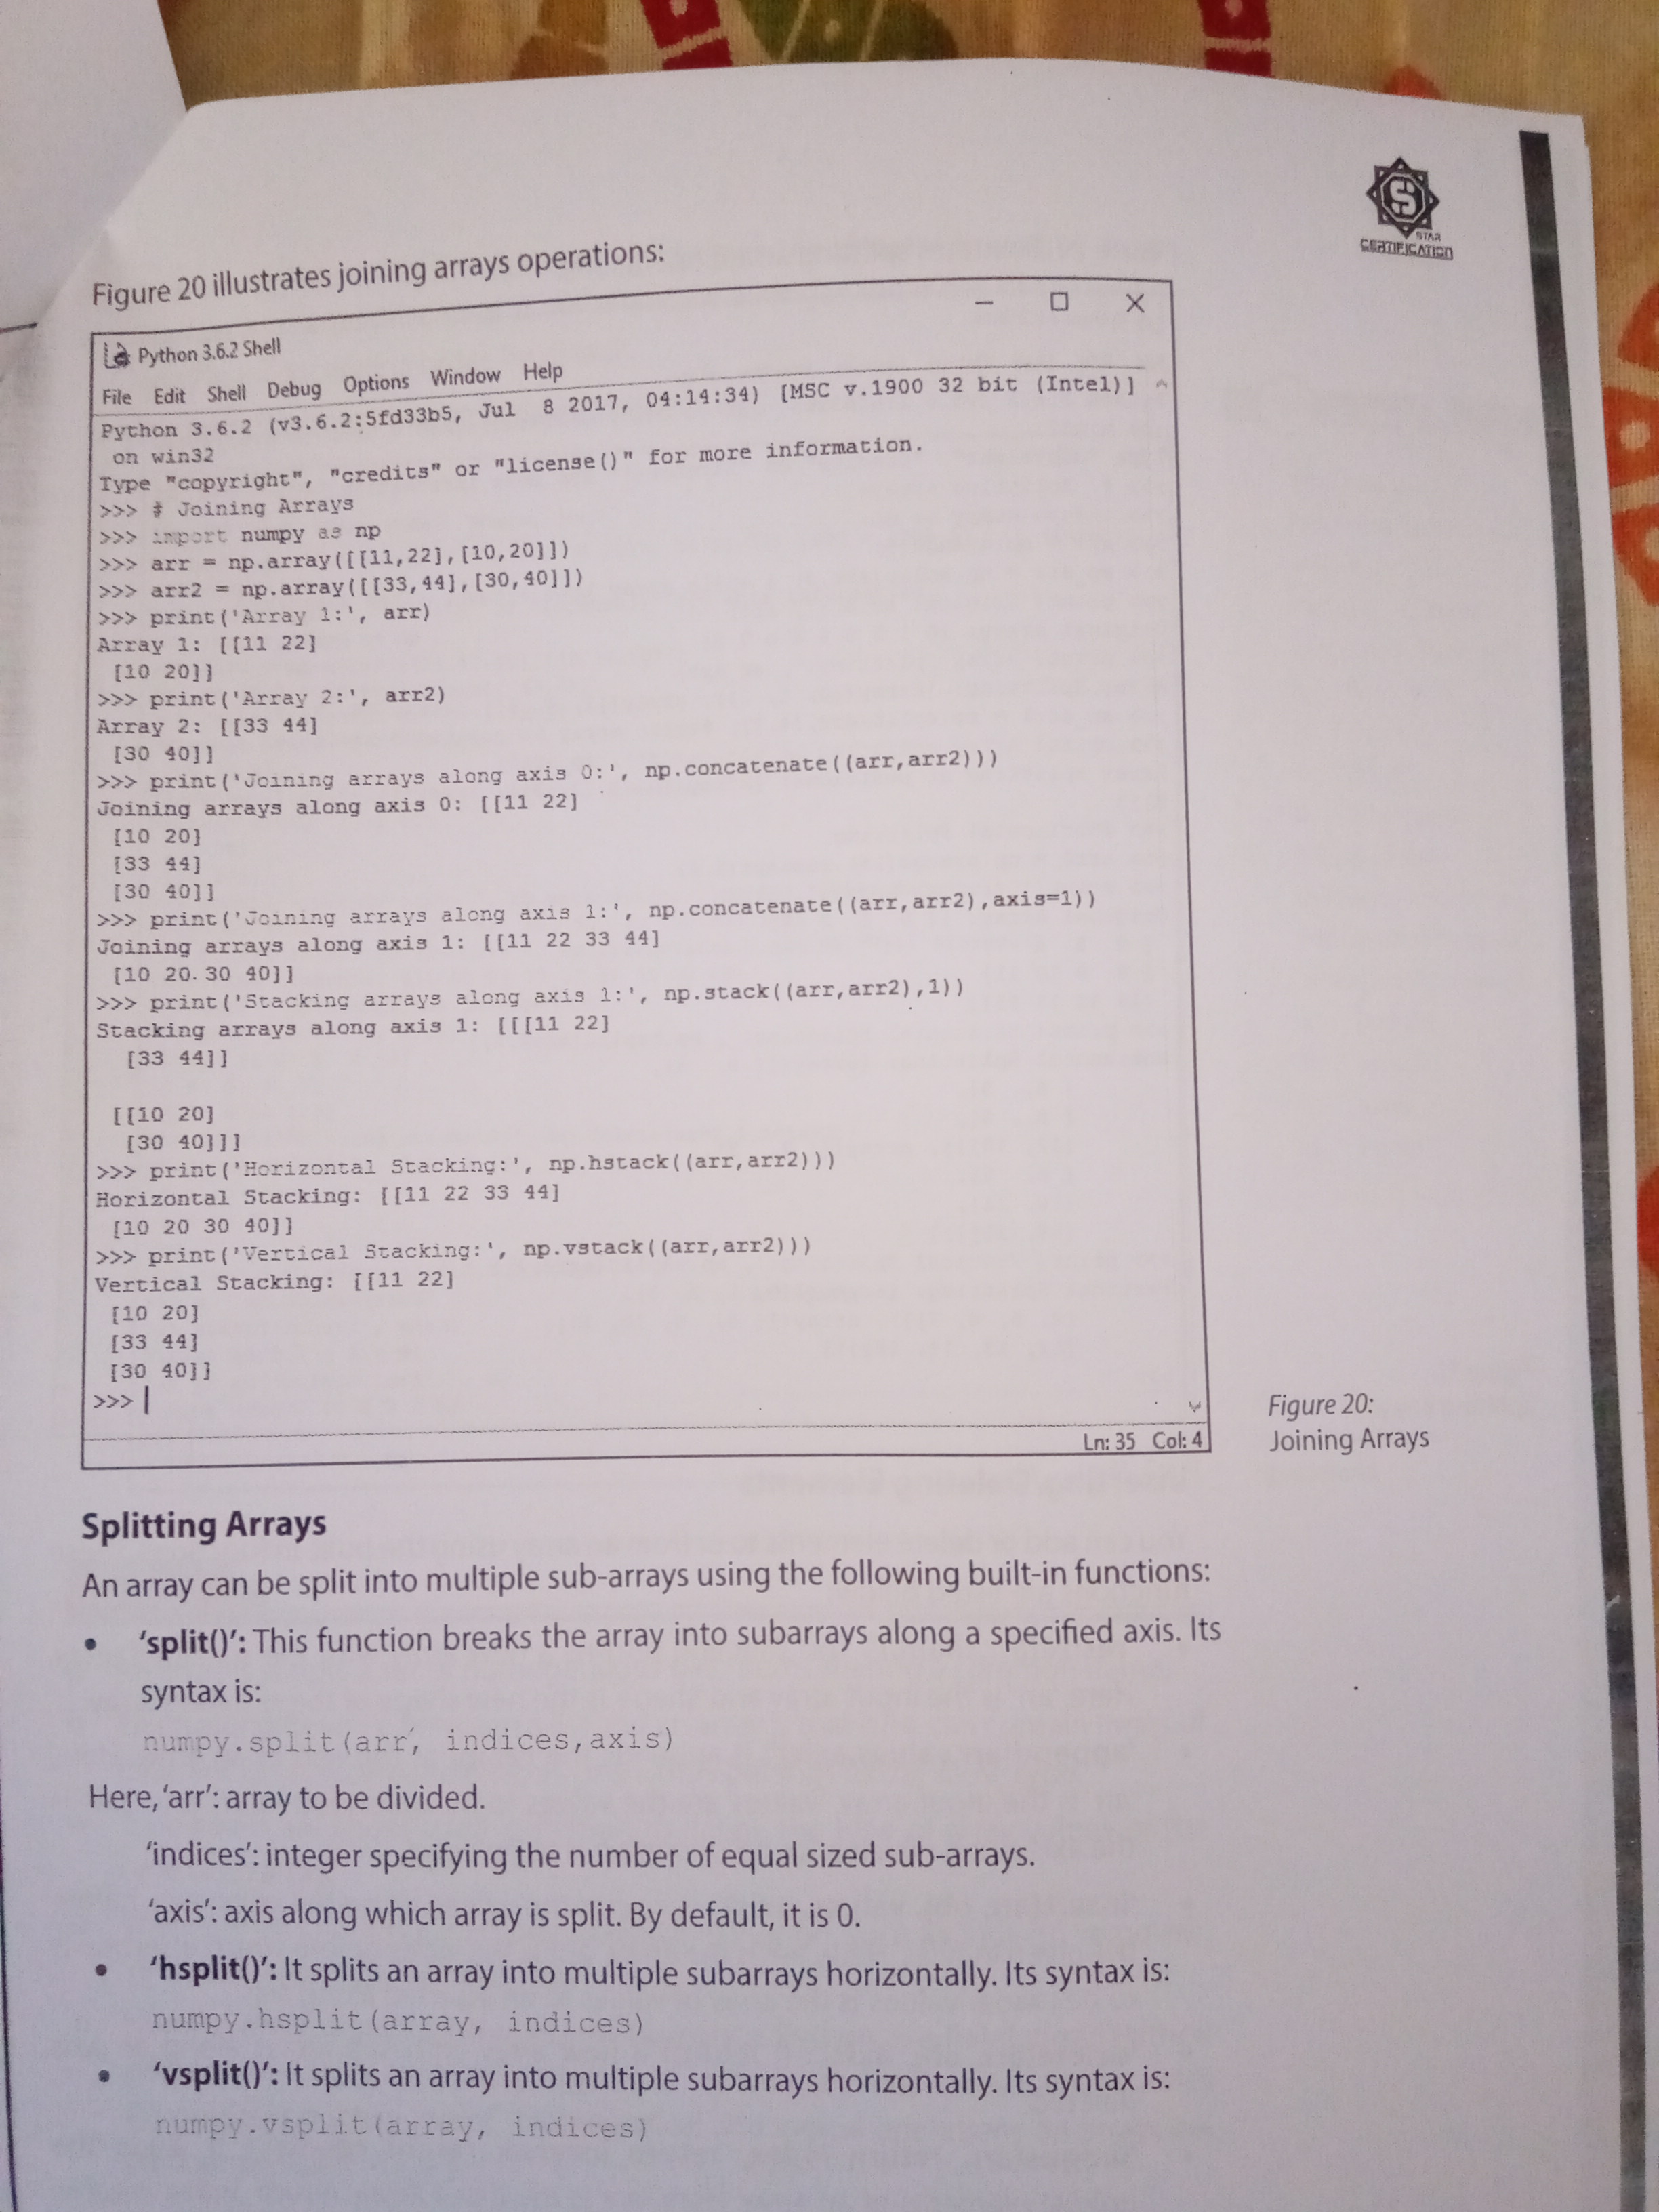 STAR
CERTIFICATION
Figure 20 illustrates joining arrays operations:
Python 3.6.2 Shell
File Edit Shell Debug Options Window Help
Python 3.6.2 (v3.6.2:5fd33b5, Jul  8 2017, 04:14:34) [MSC v.1900 32 bit (Intel)]
 on win32
Type "copyright", "credits" or "license()" for more information.
>>> # Joining Arrays
>>> import numpy as np
>>> arr = np.array([[11,22],[10,20]])
>>> arr2 = np.array([[33,44],[30,40]])
>>> print('Array 1:', arr)
Array 1: [[11 22]
 [10 20]]
>>> print('Array 2:', arr2)
Array 2: [[33 44]
 [30 40]]
>>> print('Joining arrays along axis 0:', np.concatenate((arr,arr2)))
Joining arrays along axis 0: [[11 22]
 [10 20]
 [33 44]
 [30 40]]
>>> print('Joining arrays along axis 1:', np.concatenate((arr,arr2),axis=1))
Joining arrays along axis 1: [[11 22 33 44]
 [10 20 30 40]]
>>> print('Stacking arrays along axis 1:', np.stack((arr,arr2),1))
Stacking arrays along axis 1: [[[11 22]
  [33 44]]
 [[10 20]
  [30 40]]]
>>> print('Horizontal Stacking:', np.hstack((arr,arr2)))
Horizontal Stacking: [[11 22 33 44]
 [10 20 30 40]]
>>> print('Vertical Stacking:', np.vstack((arr,arr2)))
Vertical Stacking: [[11 22]
 [10 20]
 [33 44]
 [30 40]]
>>>
Ln: 35 Col: 4
Figure 20:
Joining Arrays
Splitting Arrays
An array can be split into multiple sub-arrays using the following built-in functions:
• 'split()': This function breaks the array into subarrays along a specified axis. Its
syntax is:
numpy.split(arr, indices,axis)
Here, 'arr': array to be divided.
'indices': integer specifying the number of equal sized sub-arrays.
'axis': axis along which array is split. By default, it is 0.
• 'hsplit()': It splits an array into multiple subarrays horizontally. Its syntax is:
numpy.hsplit(array, indices)
• 'vsplit()': It splits an array into multiple subarrays horizontally. Its syntax is:
numpy.vsplit(array, indices)